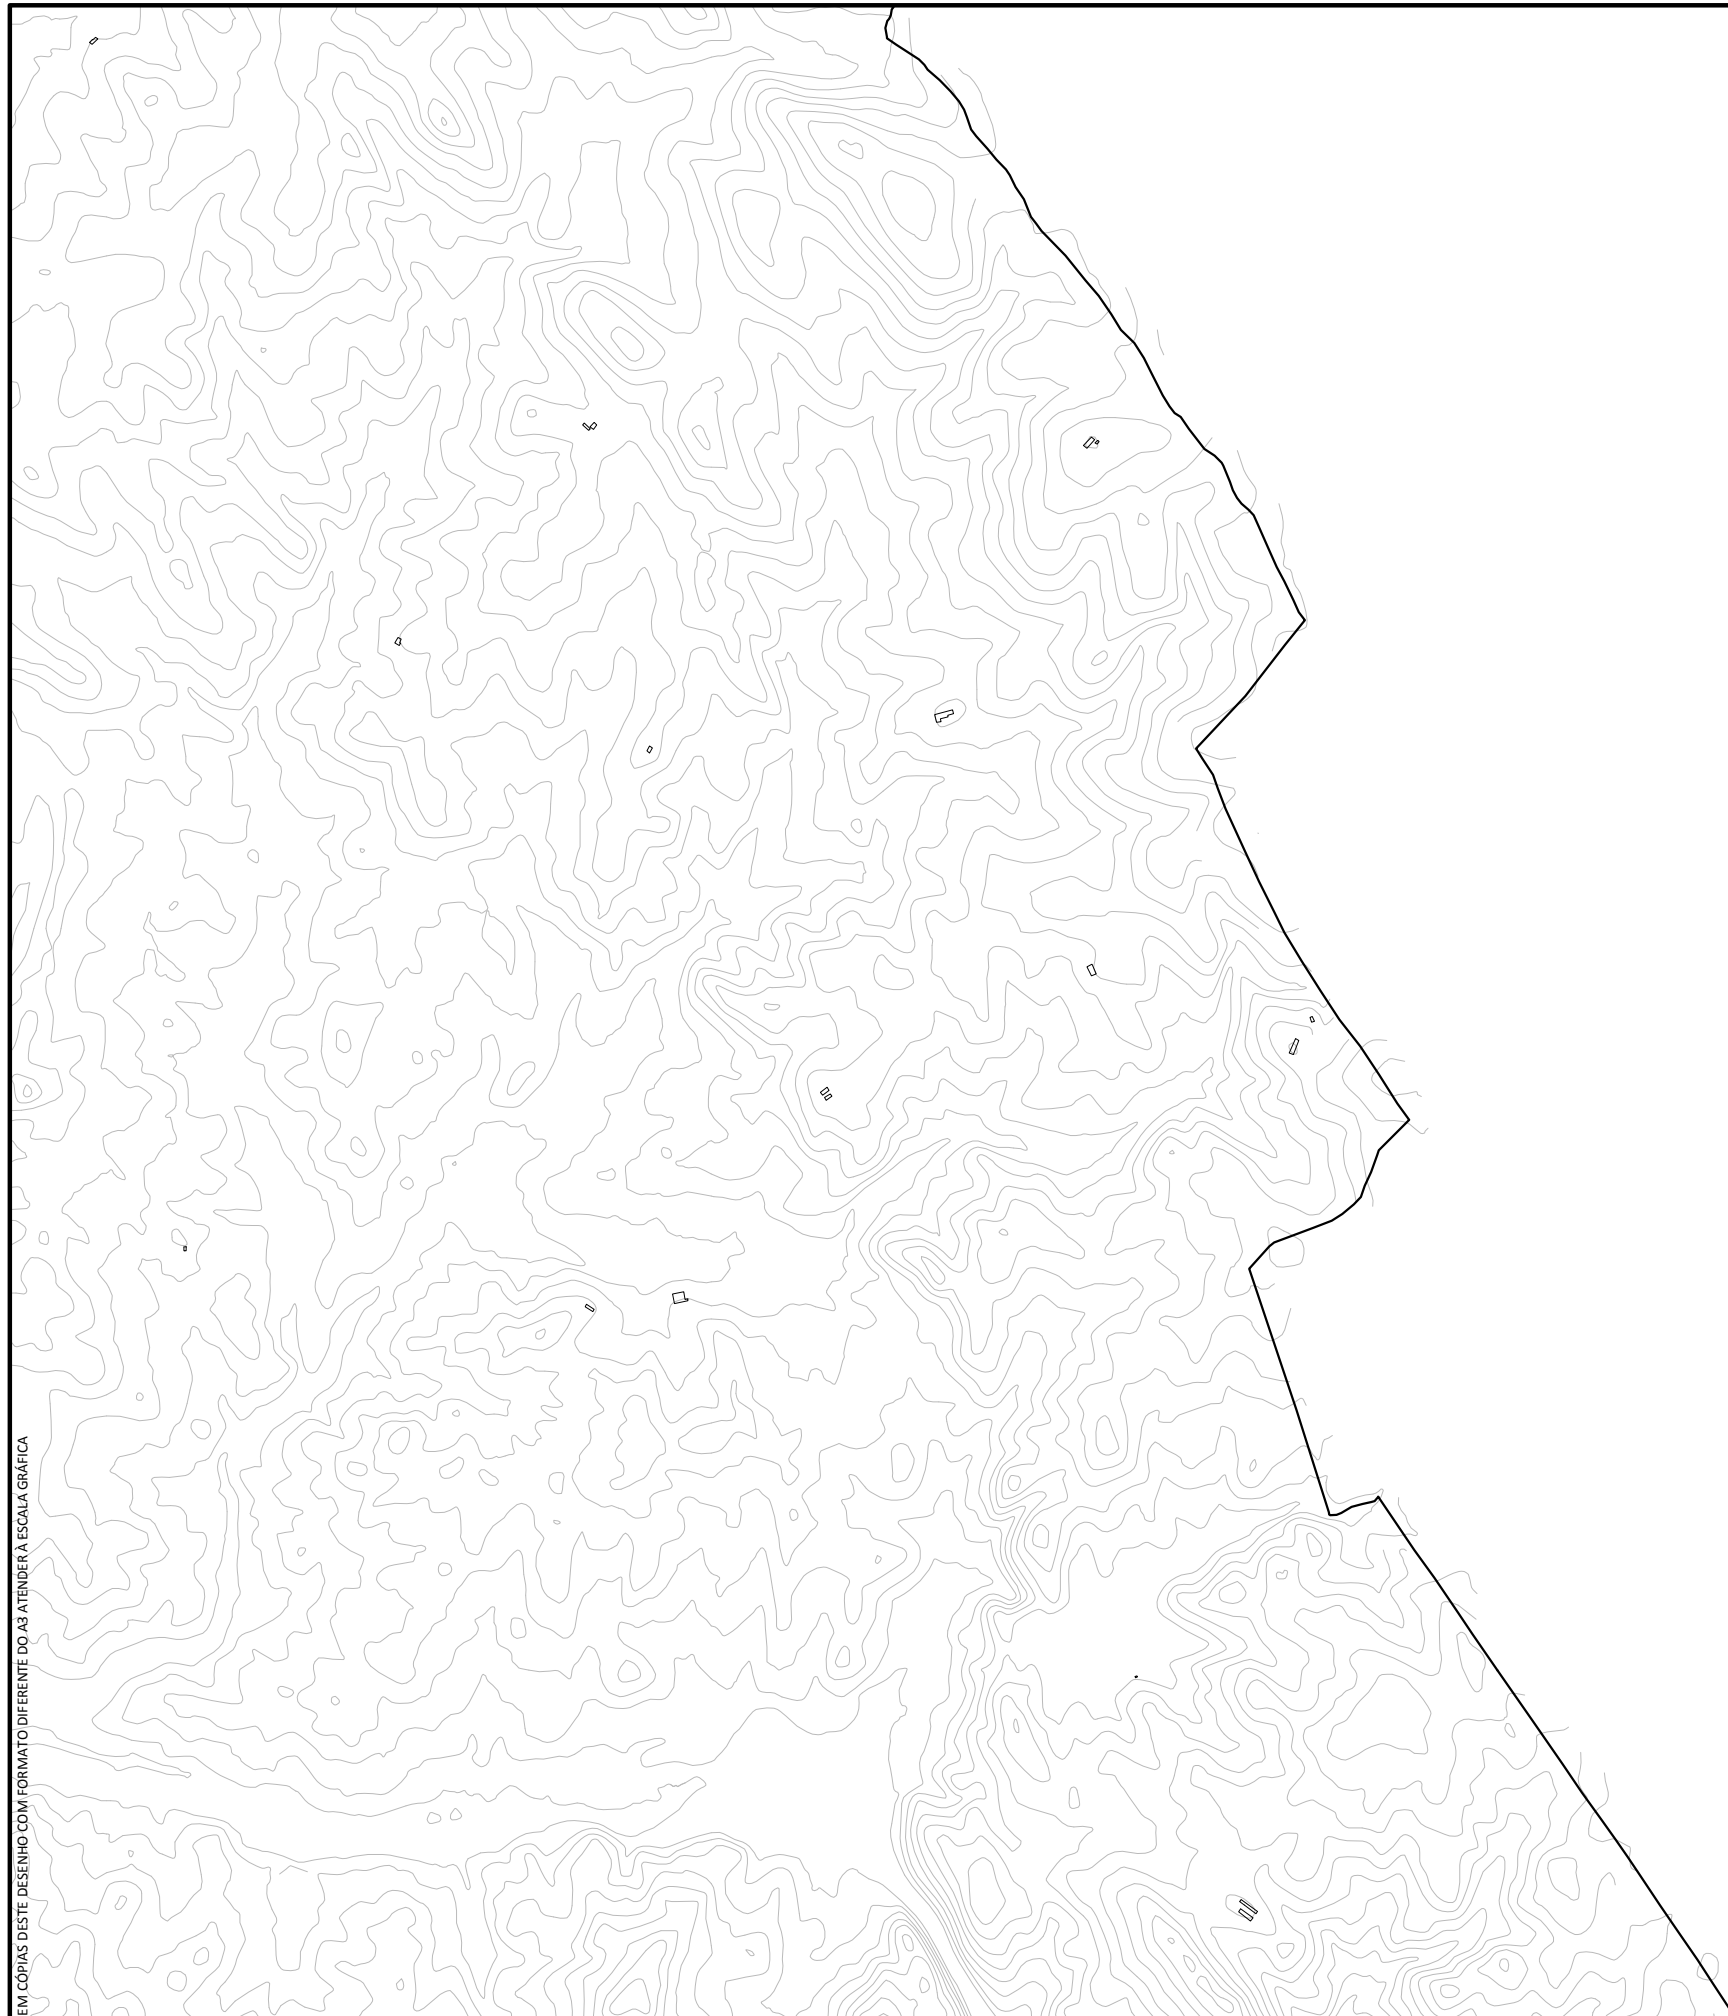 EM CÓPIAS DESTE DESENHO COM FORMATO DIFERENTE DO A3 ATENDER À ESCALA GRÁFICA